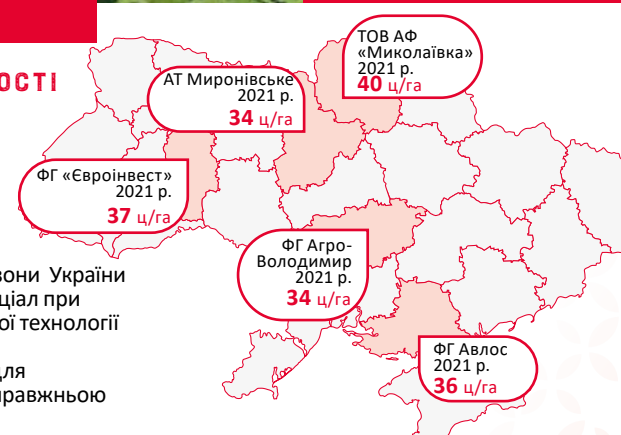 ОСТІ
ТОВ АФ
«Миколаївка»
2021 р.
40 ц/га
АТ Миронівське
2021 р.
34 ц/га
ФГ «Євроінвест»
2021 р.
37 ц/га
ФГ Агро-
Володимир
2021 р.
34 ц/га
ФГ Авлос
2021 р.
36 ц/га
зони України
ціал при
ої технології
для
равжньою